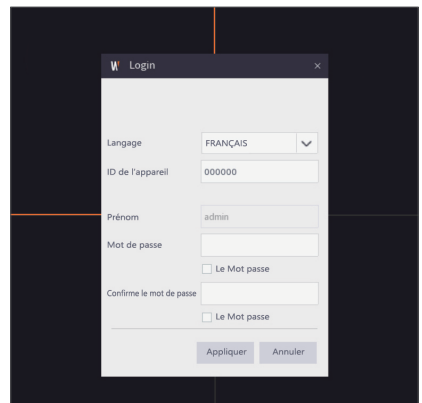 W Login ×
Langage FRANÇAIS
ID de l'appareil 000000
Prénom admin
Mot de passe
Le Mot passe
Confirme le mot de passe
Le Mot passe
Appliquer Annuler